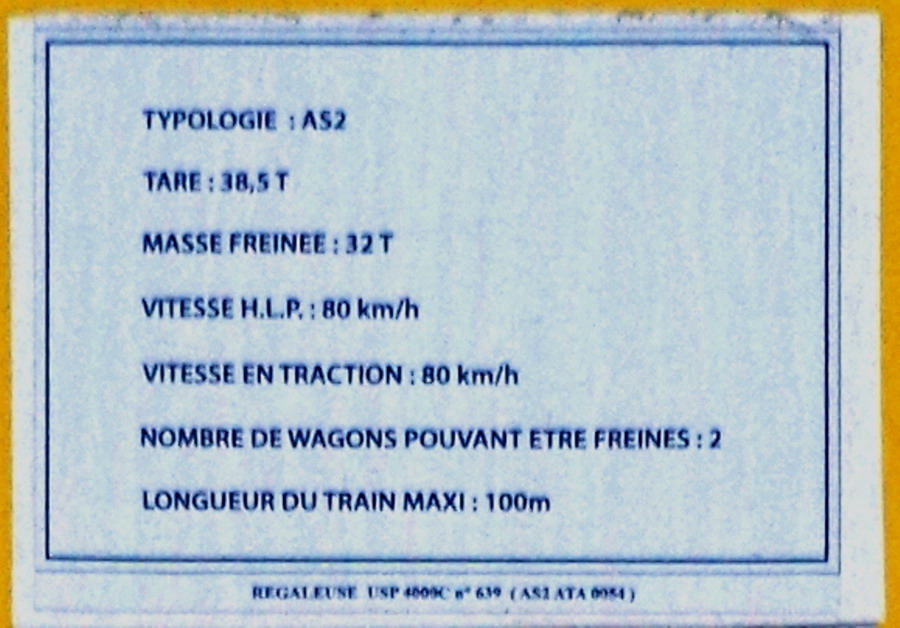 TYPOLOGIE : AS2
TARE : 38,5 T
MASSE FREINEE : 32 T
VITESSE H.L.P. : 80 km/h
VITESSE EN TRACTION : 80 km/h
NOMBRE DE WAGONS POUVANT ETRE FREINES : 2
LONGUEUR DU TRAIN MAXI : 100m
REGALEUSE USP 4000C n° 639 ( AS2 ATA 0054 )